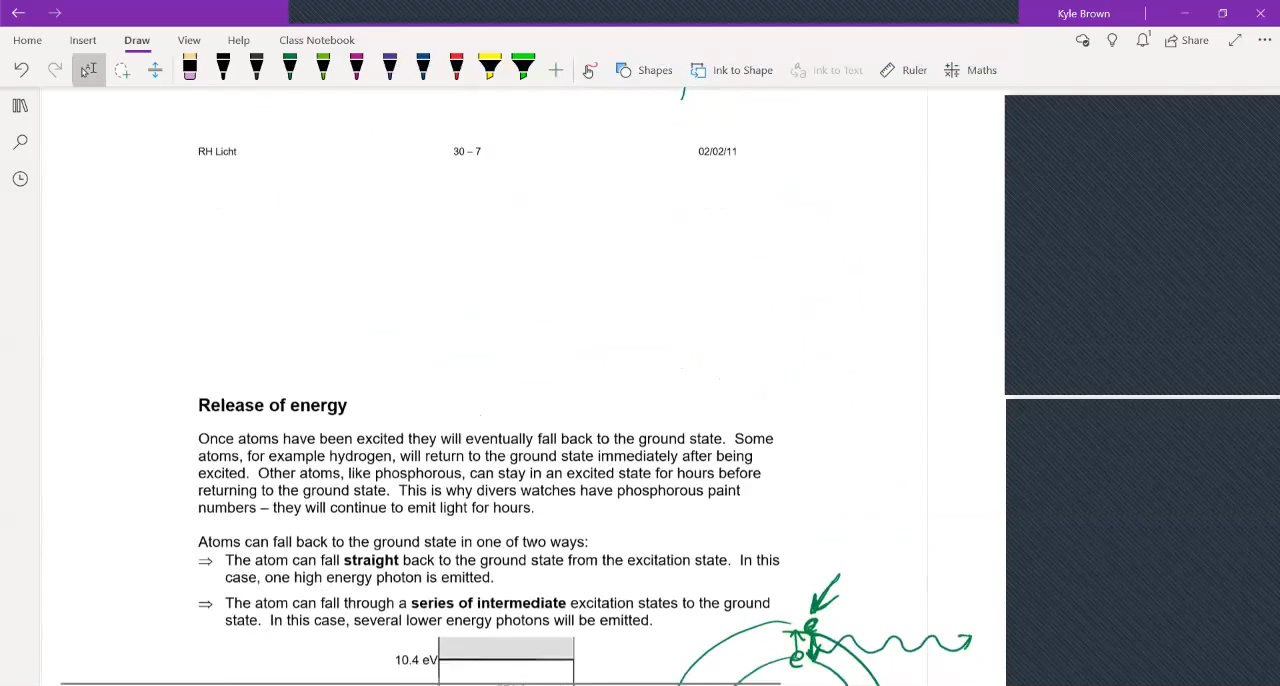 Kyle Brown
Home Insert Draw View Help Class Notebook
Share
Shapes Ink to Shape Ink to Text Ruler Maths
RH Licht 30 – 7 02/02/11
Release of energy
Once atoms have been excited they will eventually fall back to the ground state. Some
atoms, for example hydrogen, will return to the ground state immediately after being
excited. Other atoms, like phosphorous, can stay in an excited state for hours before
returning to the ground state. This is why divers watches have phosphorous paint
numbers – they will continue to emit light for hours.
Atoms can fall back to the ground state in one of two ways:
⇒ The atom can fall straight back to the ground state from the excitation state. In this
case, one high energy photon is emitted.
⇒ The atom can fall through a series of intermediate excitation states to the ground
state. In this case, several lower energy photons will be emitted.
e
10.4 eV
e